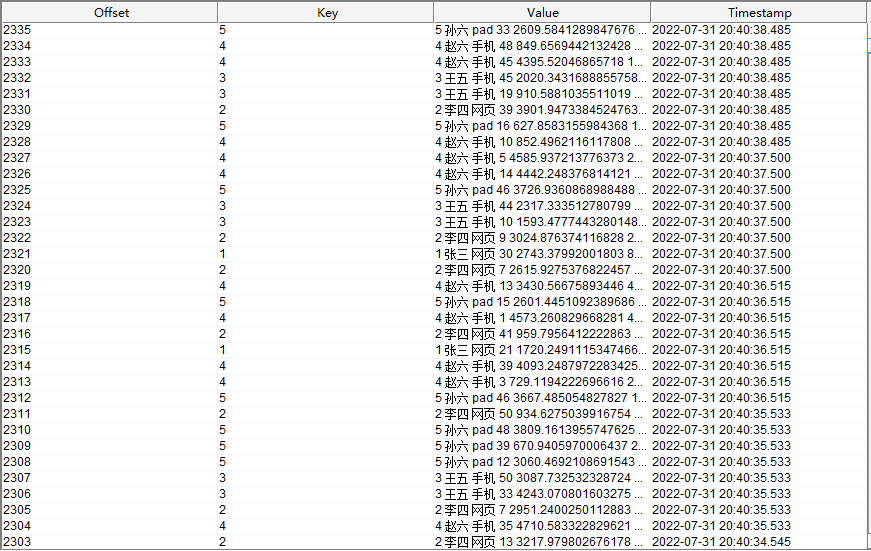 Offset Key Value Timestamp
2335 5 5 孙六 pad 33 2609.5841289847676 ... 2022-07-31 20:40:38.485
2334 4 4 赵六 手机 48 849.6569442132428 ... 2022-07-31 20:40:38.485
2333 4 4 赵六 手机 45 4395.52046865718 1... 2022-07-31 20:40:38.485
2332 3 3 王五 手机 45 2020.3431688855758... 2022-07-31 20:40:38.485
2331 3 3 王五 手机 19 910.5881035511019 ... 2022-07-31 20:40:38.485
2330 2 2 李四 网页 39 3901.9473384524763... 2022-07-31 20:40:38.485
2329 5 5 孙六 pad 16 627.8583155984368 1... 2022-07-31 20:40:38.485
2328 4 4 赵六 手机 10 852.4962116117808 ... 2022-07-31 20:40:38.485
2327 4 4 赵六 手机 5 4585.937213776373 2... 2022-07-31 20:40:37.500
2326 4 4 赵六 手机 14 4442.248376814121 ... 2022-07-31 20:40:37.500
2325 5 5 孙六 pad 46 3726.9360868988488 ... 2022-07-31 20:40:37.500
2324 3 3 王五 手机 44 2317.333512780799 ... 2022-07-31 20:40:37.500
2323 3 3 王五 手机 10 1593.4777443280148... 2022-07-31 20:40:37.500
2322 2 2 李四 网页 9 3024.876374116828 2... 2022-07-31 20:40:37.500
2321 1 1 张三 网页 30 2743.37992001803 8... 2022-07-31 20:40:37.500
2320 2 2 李四 网页 7 2615.9275376822457 ... 2022-07-31 20:40:37.500
2319 4 4 赵六 手机 13 3430.56675893446 4... 2022-07-31 20:40:36.515
2318 5 5 孙六 pad 15 2601.4451092389686 ... 2022-07-31 20:40:36.515
2317 4 4 赵六 手机 1 4573.260829668281 4... 2022-07-31 20:40:36.515
2316 2 2 李四 网页 41 959.7956412222863 ... 2022-07-31 20:40:36.515
2315 1 1 张三 网页 21 1720.2491115347466... 2022-07-31 20:40:36.515
2314 4 4 赵六 手机 39 4093.2487972283425... 2022-07-31 20:40:36.515
2313 4 4 赵六 手机 3 729.1194222696616 2... 2022-07-31 20:40:36.515
2312 5 5 孙六 pad 46 3667.485054827827 1... 2022-07-31 20:40:36.515
2311 2 2 李四 网页 50 934.6275039916754 ... 2022-07-31 20:40:35.533
2310 5 5 孙六 pad 48 3809.1613955747625 ... 2022-07-31 20:40:35.533
2309 5 5 孙六 pad 39 670.9405970006437 2... 2022-07-31 20:40:35.533
2308 5 5 孙六 pad 12 3060.4692108691543 ... 2022-07-31 20:40:35.533
2307 3 3 王五 手机 50 3087.732532328724 ... 2022-07-31 20:40:35.533
2306 3 3 王五 手机 33 4243.070801603275 ... 2022-07-31 20:40:35.533
2305 2 2 李四 网页 7 2951.2400250112883 ... 2022-07-31 20:40:35.533
2304 4 4 赵六 手机 35 4710.583322829621 ... 2022-07-31 20:40:35.533
2303 2 2 李四 网页 13 3217.979802676178 ... 2022-07-31 20:40:34.545